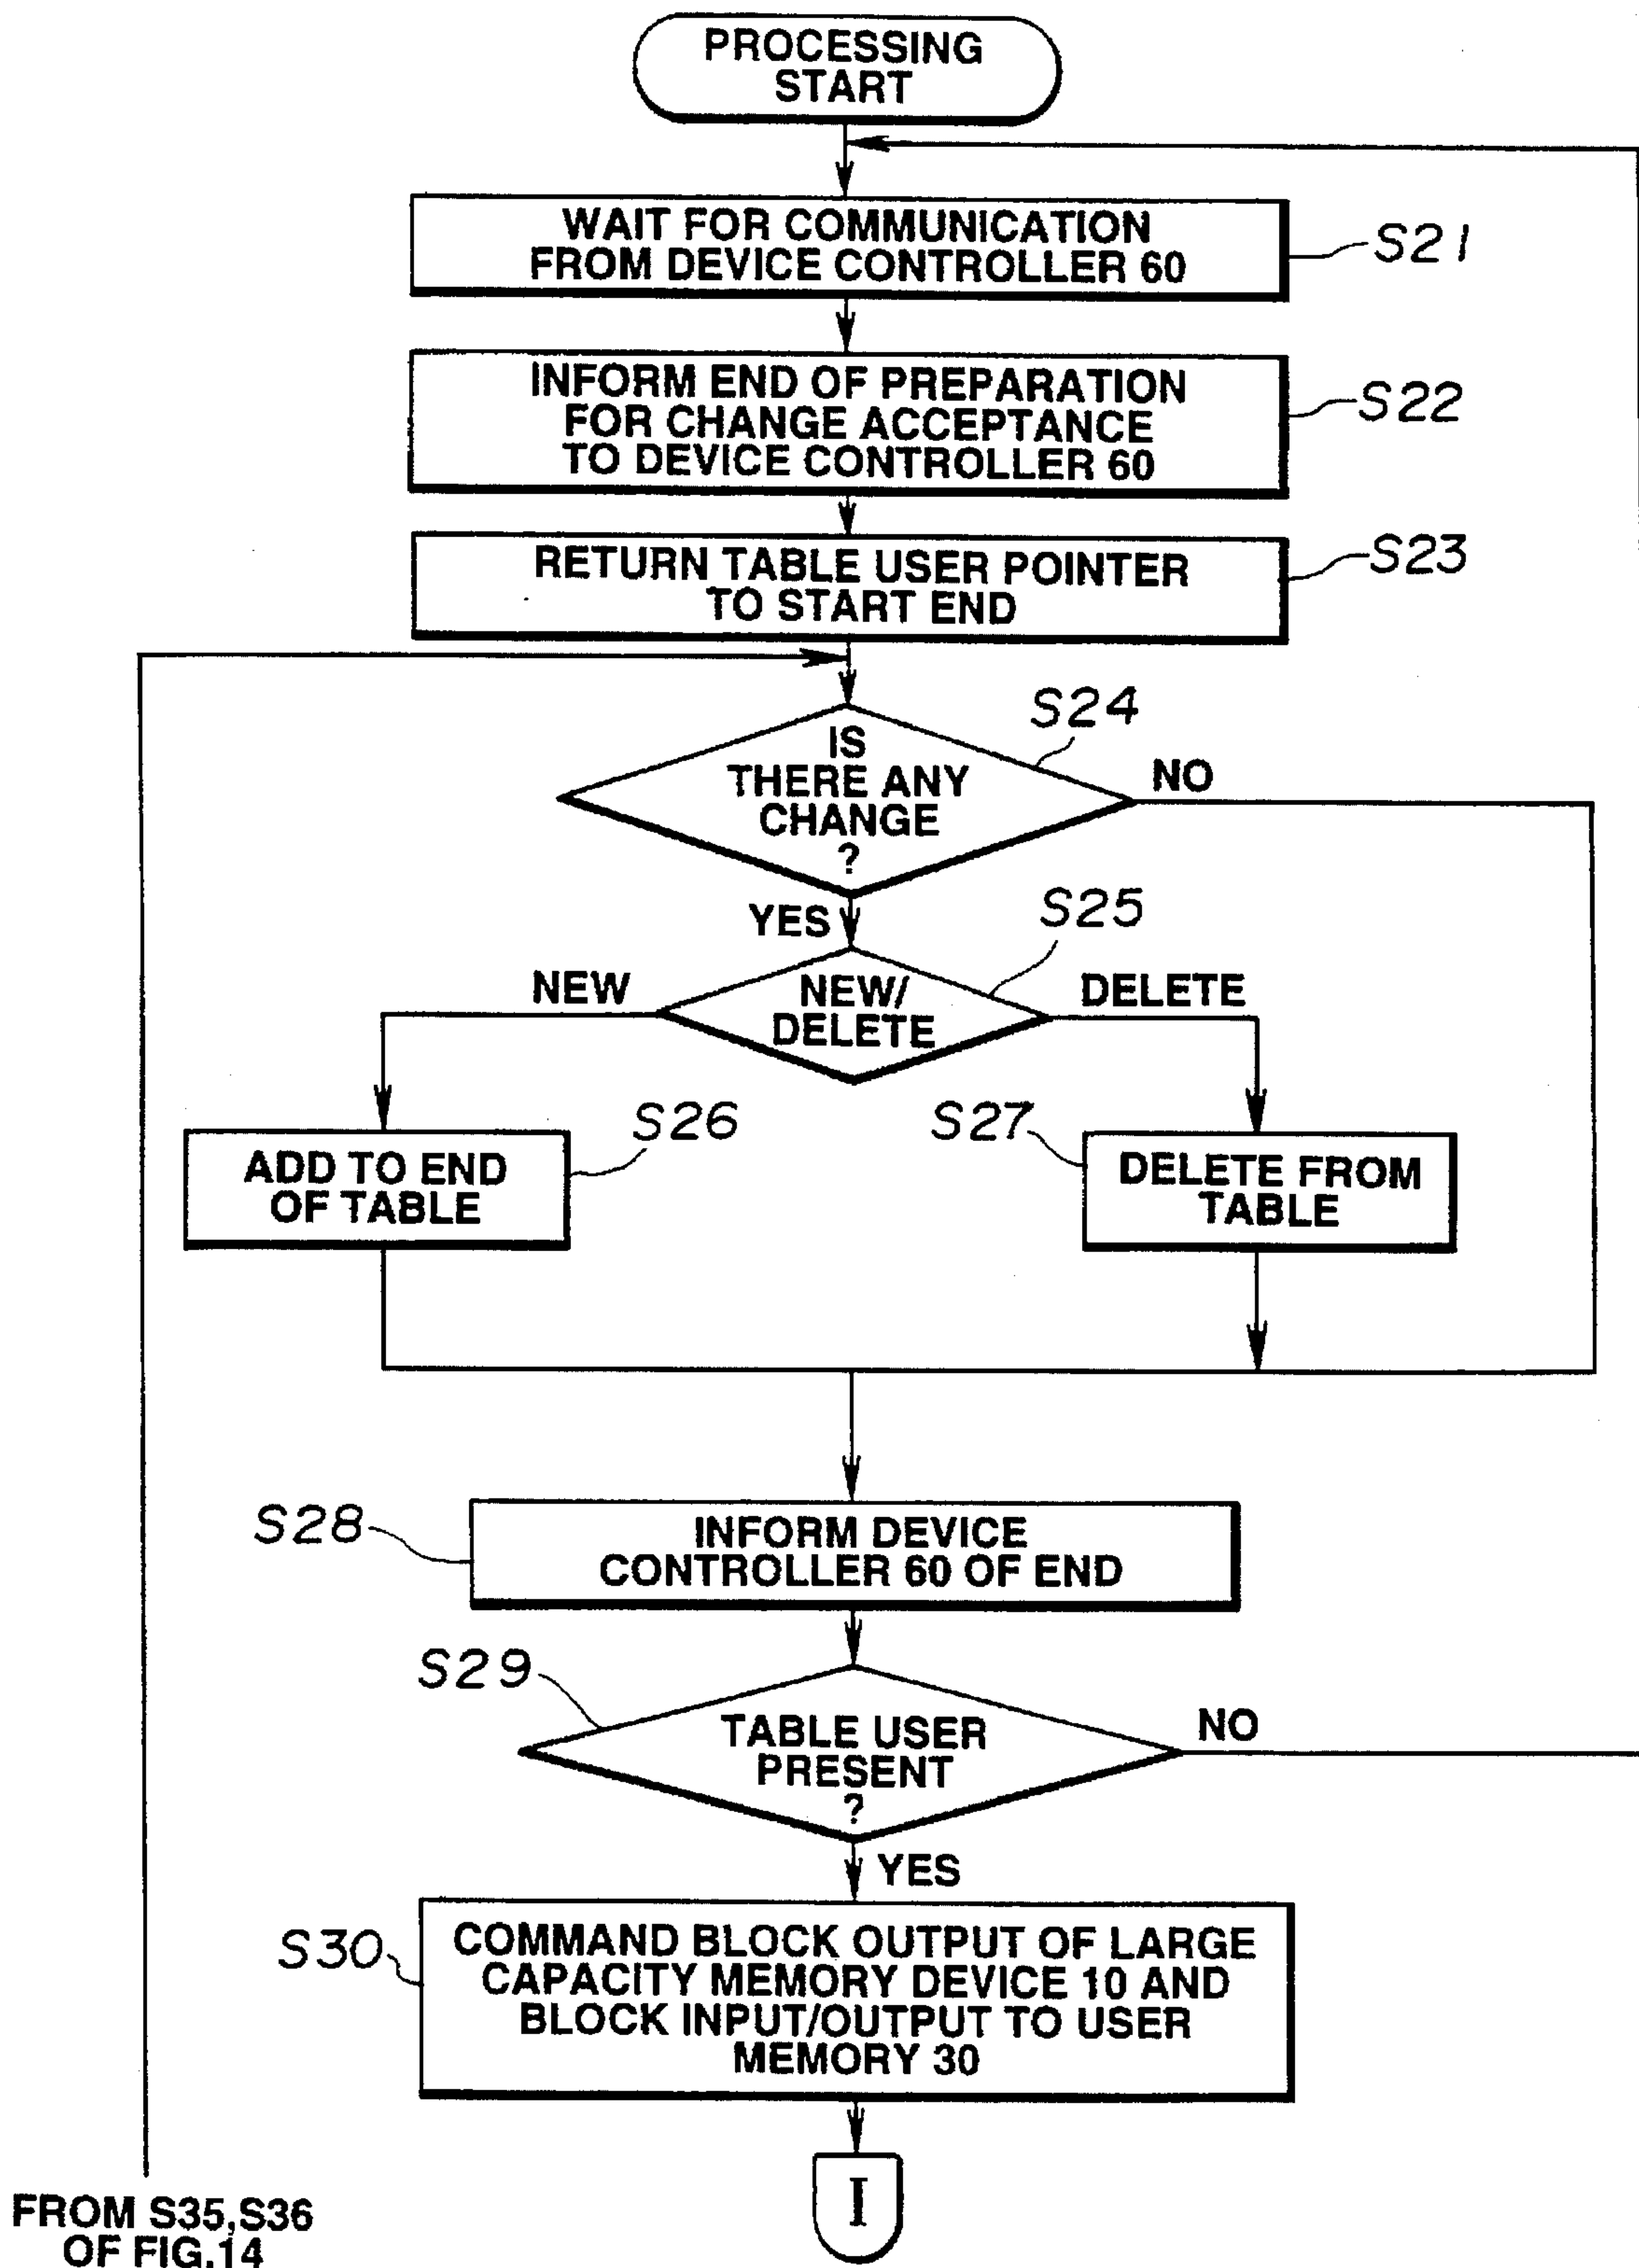 PROCESSING
START
WAIT FOR COMMUNICATION
FROM DEVICE CONTROLLER 60
S21
INFORM END OF PREPARATION
FOR CHANGE ACCEPTANCE
TO DEVICE CONTROLLER 60
S22
RETURN TABLE USER POINTER
TO START END
S23
S24
IS
THERE ANY
CHANGE
?
NO
YES
S25
NEW
NEW/
DELETE
DELETE
S26
S27
ADD TO END
OF TABLE
DELETE FROM
TABLE
S28
INFORM DEVICE
CONTROLLER 60 OF END
S29
TABLE USER
PRESENT
?
NO
YES
S30
COMMAND BLOCK OUTPUT OF LARGE
CAPACITY MEMORY DEVICE 10 AND
BLOCK INPUT/OUTPUT TO USER
MEMORY 30
I
FROM S35,S36
OF FIG.14